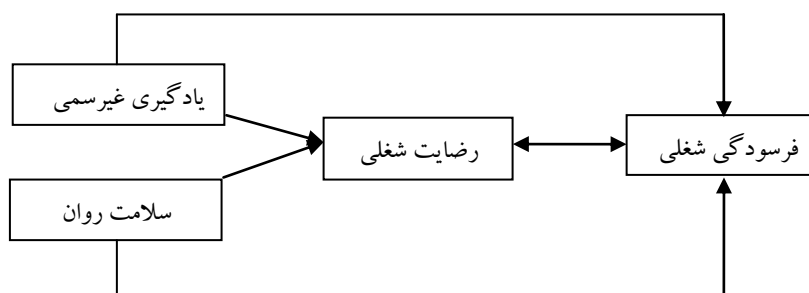 یادگیری غیررسمی
رضایت شغلی
فرسودگی شغلی
سلامت روان